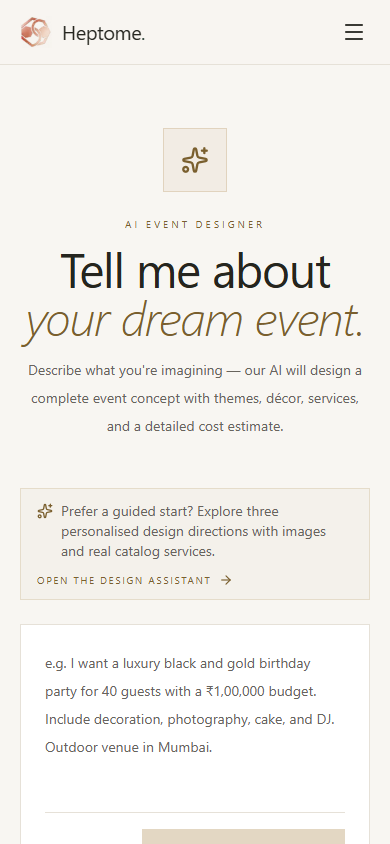 Heptome.
AI EVENT DESIGNER
Tell me about
your dream event.
Describe what you're imagining — our AI will design a
complete event concept with themes, décor, services,
and a detailed cost estimate.
Prefer a guided start? Explore three
personalised design directions with images
and real catalog services.
OPEN THE DESIGN ASSISTANT
e.g. I want a luxury black and gold birthday
party for 40 guests with a ₹1,00,000 budget.
Include decoration, photography, cake, and DJ.
Outdoor venue in Mumbai.